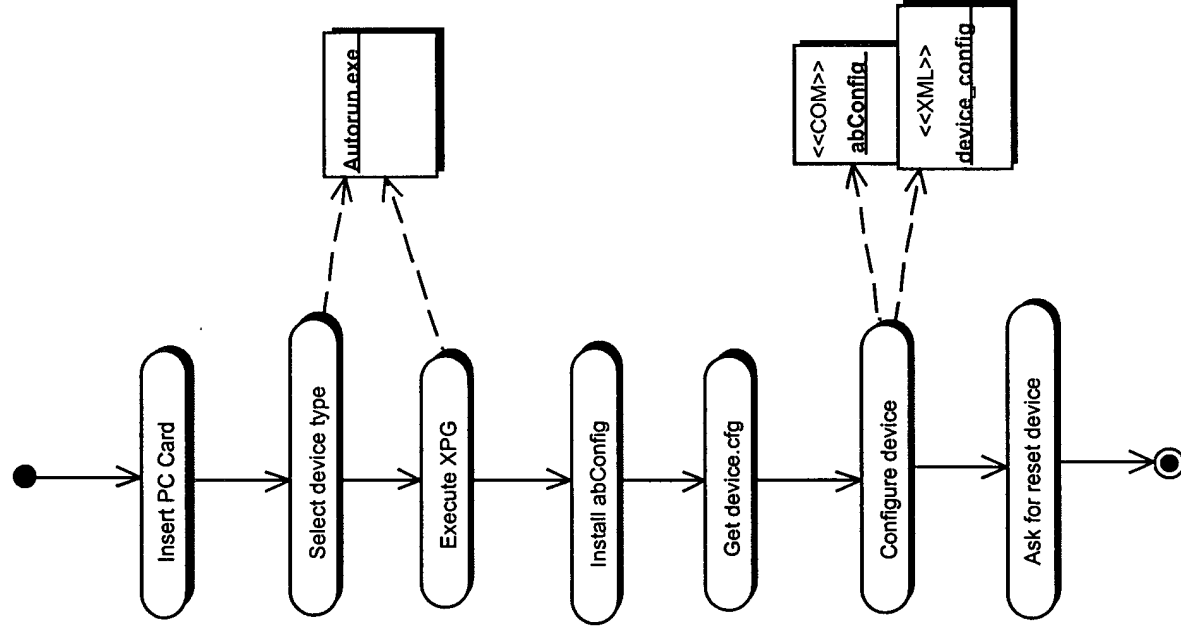 Insert PC Card
Select device type
Execute XPG
Install abConfig
Get device.cfg
Configure device
Ask for reset device
Autorun.exe
<<COM>>
abConfig
<<XML>>
device_config